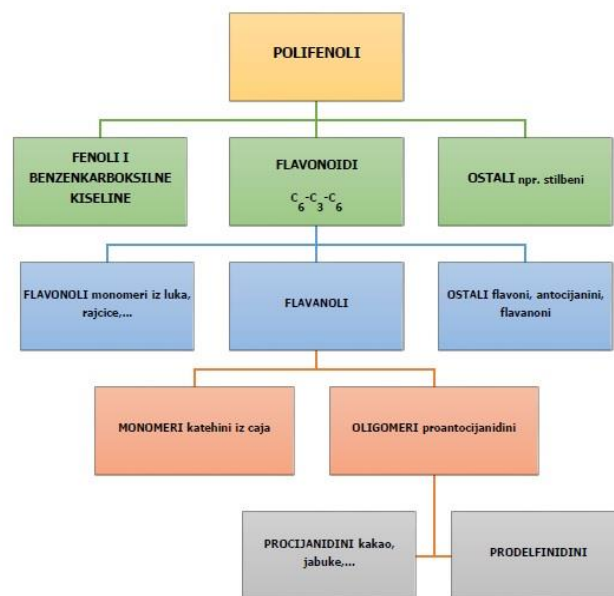 POLIFENOLI
FENOLI I
BENZENKARBOKSILNE
KISELINE
FLAVONOIDI
C6-C3-C6
OSTALI npr. stilbeni
FLAVONOLI monomeri iz luka,
rajcice,...
FLAVANOLI
OSTALI flavoni, antocijanini,
flavanoni
MONOMERI katehini iz caja
OLIGOMERI proantocijanidini
PROCIJANIDINI kakao,
jabuke,...
PRODELFINIDINI